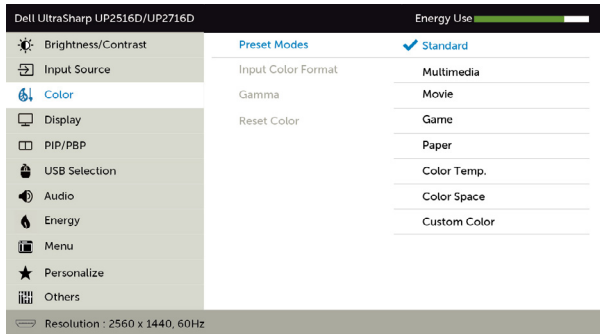 Dell UltraSharp UP2516D/UP2716D Energy Use
Brightness/Contrast Preset Modes Standard
Input Source Input Color Format Multimedia
Color Gamma Movie
Display Reset Color Game
PIP/PBP Paper
USB Selection Color Temp.
Audio Color Space
Energy Custom Color
Menu
Personalize
Others
Resolution : 2560 x 1440, 60Hz